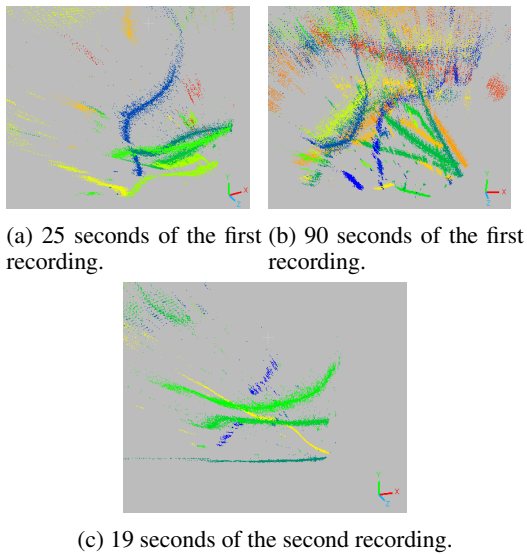 Y
X
Z
Y
X
Z
(a) 25 seconds of the first recording.
(b) 90 seconds of the first recording.
Y
X
Z
(c) 19 seconds of the second recording.